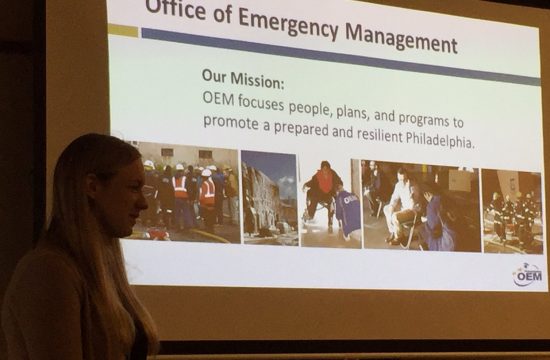 Office of Emergency Management
Our Mission:
OEM focuses people, plans, and programs to
promote a prepared and resilient Philadelphia.
OEM